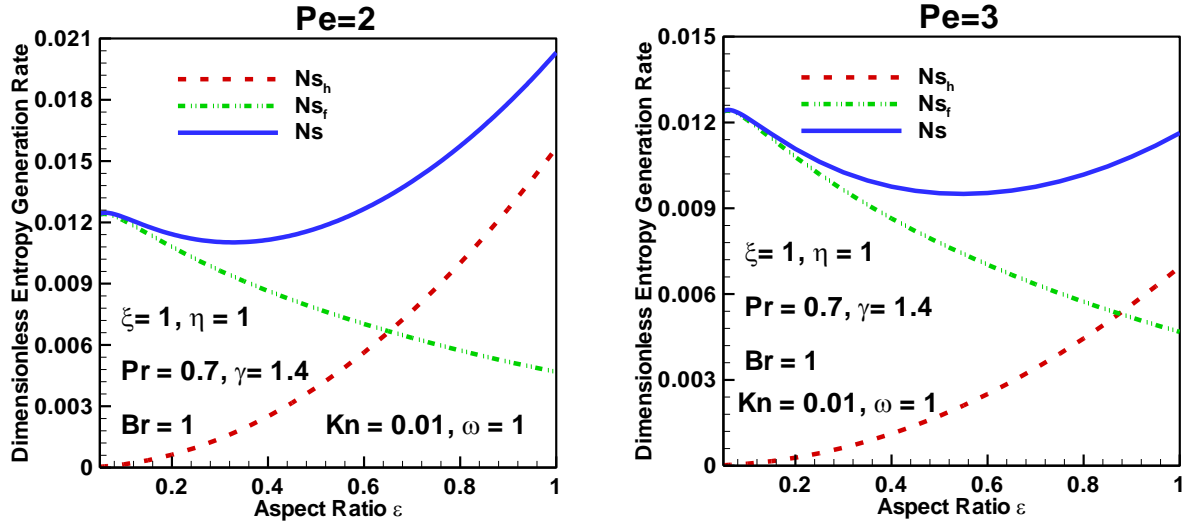 Pe=2
Dimensionless Entropy Generation Rate
0.021
0.018
0.015
0.012
0.009
0.006
0.003
0
Ns_h
Ns_f
Ns
ξ= 1, η = 1
Pr = 0.7, γ= 1.4
Br = 1
Kn = 0.01, ω = 1
0.2 0.4 0.6 0.8 1
Aspect Ratio ε
Pe=3
Dimensionless Entropy Generation Rate
0.015
0.012
0.009
0.006
0.003
0
Ns_h
Ns_f
Ns
ξ= 1, η = 1
Pr = 0.7, γ= 1.4
Br = 1
Kn = 0.01, ω = 1
0.2 0.4 0.6 0.8 1
Aspect Ratio ε